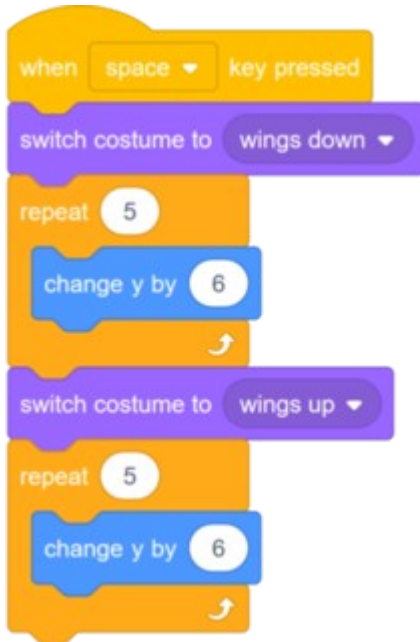 when space key pressed
switch costume to wings down
repeat 5
change y by 6
switch costume to wings up
repeat 5
change y by 6